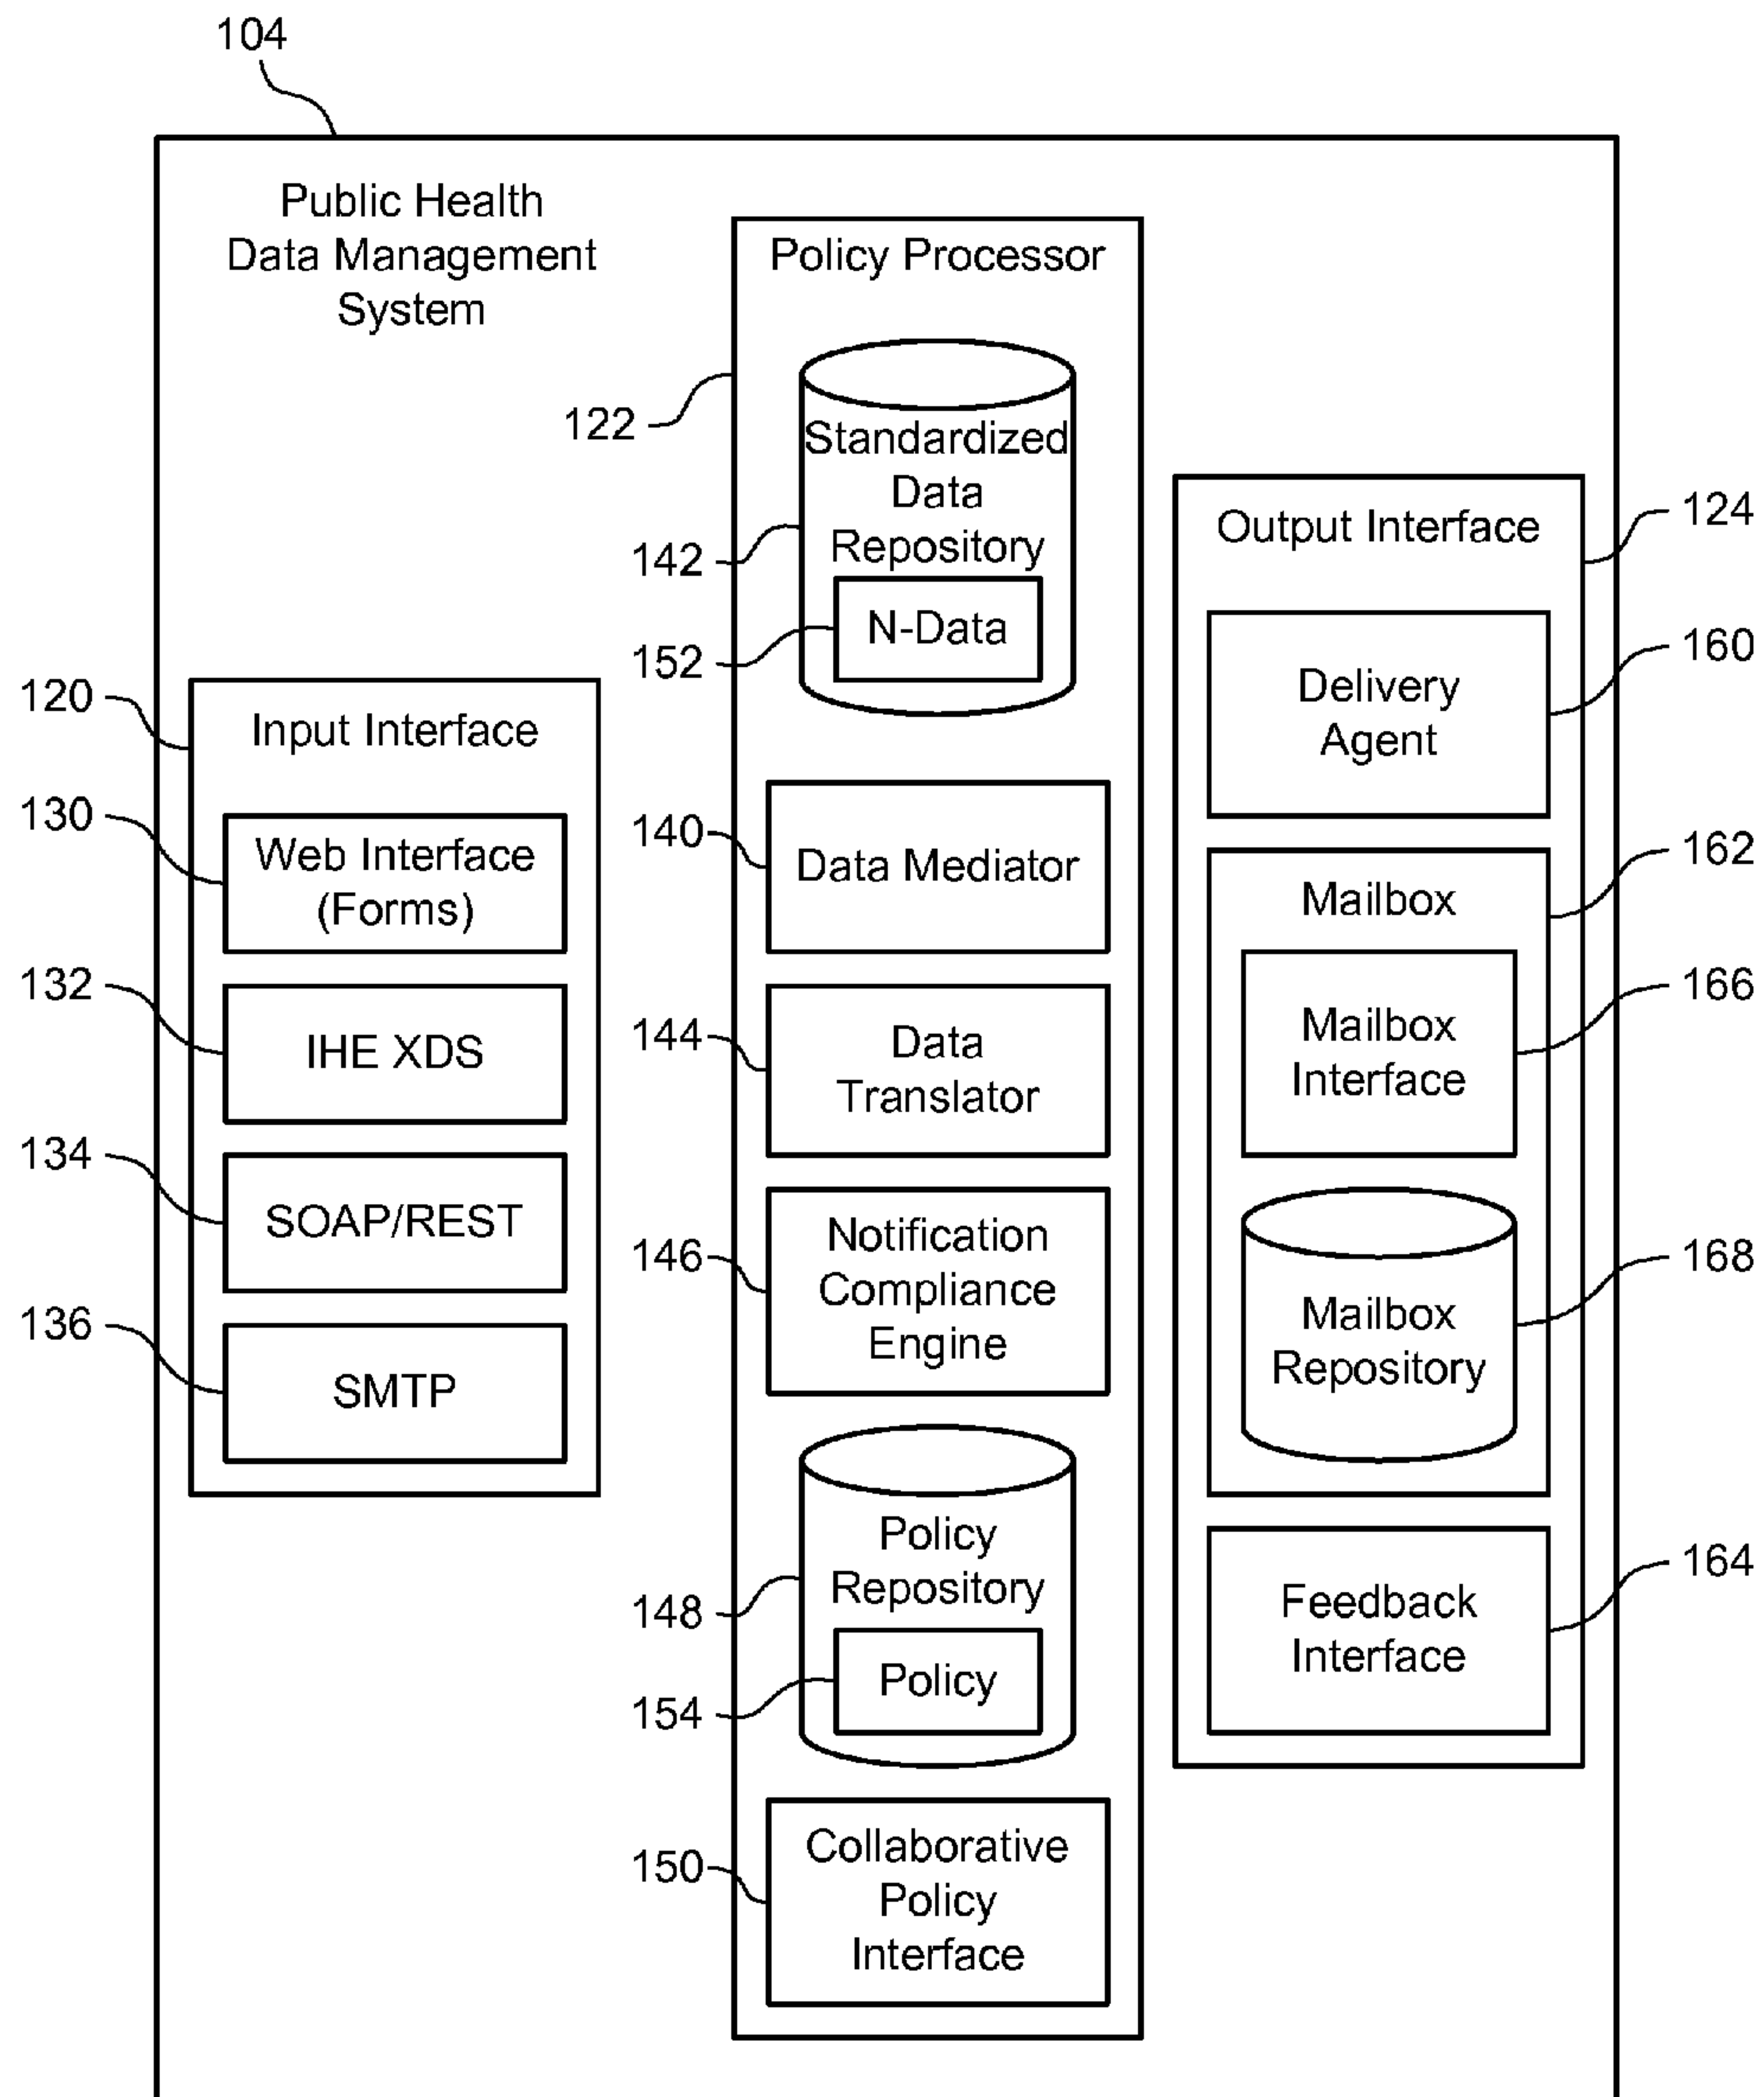 104
Public Health
Data Management
System
120
Input Interface
130
Web Interface
(Forms)
132
IHE XDS
134
SOAP/REST
136
SMTP
122
Policy Processor
142
Standardized
Data
Repository
152
N-Data
140
Data Mediator
144
Data
Translator
146
Notification
Compliance
Engine
148
Policy
Repository
154
Policy
150
Collaborative
Policy
Interface
124
Output Interface
160
Delivery
Agent
162
Mailbox
166
Mailbox
Interface
168
Mailbox
Repository
164
Feedback
Interface